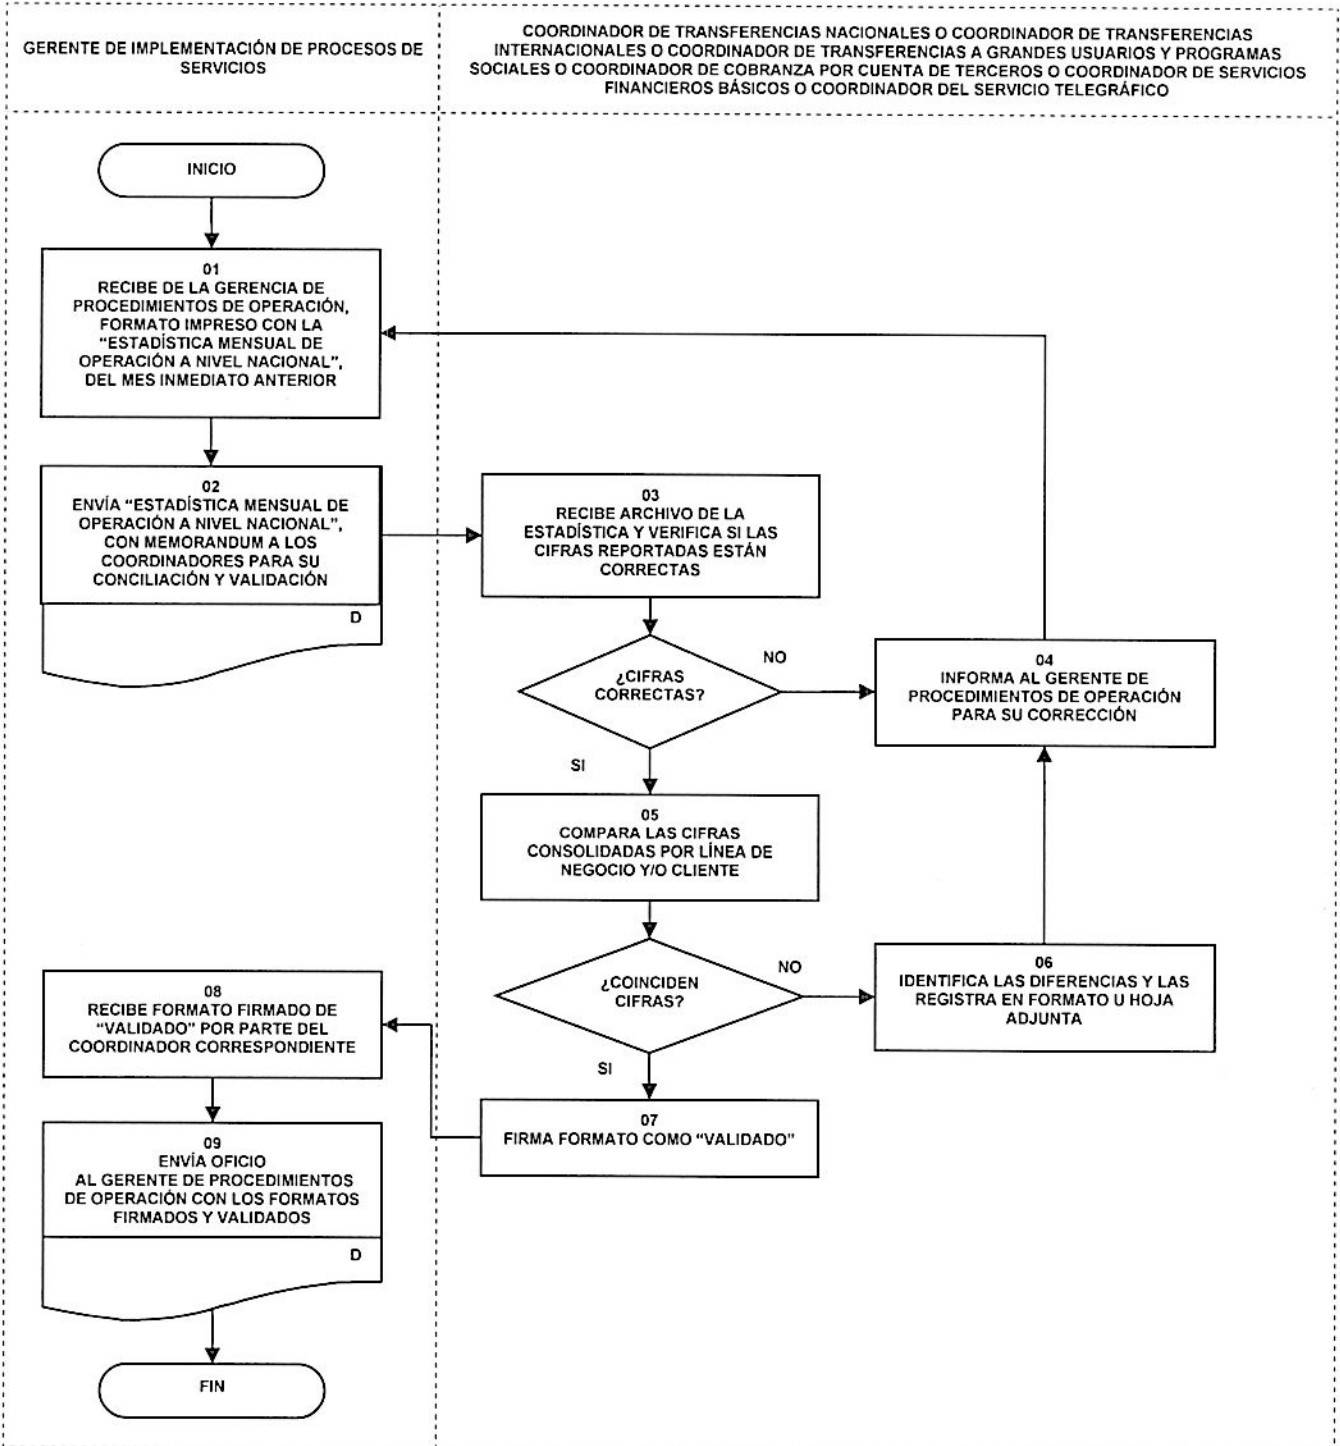 GERENTE DE IMPLEMENTACIÓN DE PROCESOS DE
SERVICIOS
COORDINADOR DE TRANSFERENCIAS NACIONALES O COORDINADOR DE TRANSFERENCIAS
INTERNACIONALES O COORDINADOR DE TRANSFERENCIAS A GRANDES USUARIOS Y PROGRAMAS
SOCIALES O COORDINADOR DE COBRANZA POR CUENTA DE TERCEROS O COORDINADOR DE SERVICIOS
FINANCIEROS BÁSICOS O COORDINADOR DEL SERVICIO TELEGRÁFICO
INICIO
01
RECIBE DE LA GERENCIA DE
PROCEDIMIENTOS DE OPERACIÓN,
FORMATO IMPRESO CON LA
“ESTADÍSTICA MENSUAL DE
OPERACIÓN A NIVEL NACIONAL”,
DEL MES INMEDIATO ANTERIOR
02
ENVÍA “ESTADÍSTICA MENSUAL DE
OPERACIÓN A NIVEL NACIONAL”,
CON MEMORANDUM A LOS
COORDINADORES PARA SU
CONCILIACIÓN Y VALIDACIÓN
D
03
RECIBE ARCHIVO DE LA
ESTADÍSTICA Y VERIFICA SI LAS
CIFRAS REPORTADAS ESTÁN
CORRECTAS
¿CIFRAS
CORRECTAS?
NO
04
INFORMA AL GERENTE DE
PROCEDIMIENTOS DE OPERACIÓN
PARA SU CORRECCIÓN
SI
05
COMPARA LAS CIFRAS
CONSOLIDADAS POR LÍNEA DE
NEGOCIO Y/O CLIENTE
¿COINCIDEN
CIFRAS?
NO
06
IDENTIFICA LAS DIFERENCIAS Y LAS
REGISTRA EN FORMATO U HOJA
ADJUNTA
SI
07
FIRMA FORMATO COMO “VALIDADO”
08
RECIBE FORMATO FIRMADO DE
“VALIDADO” POR PARTE DEL
COORDINADOR CORRESPONDIENTE
09
ENVÍA OFICIO
AL GERENTE DE PROCEDIMIENTOS
DE OPERACIÓN CON LOS FORMATOS
FIRMADOS Y VALIDADOS
D
FIN